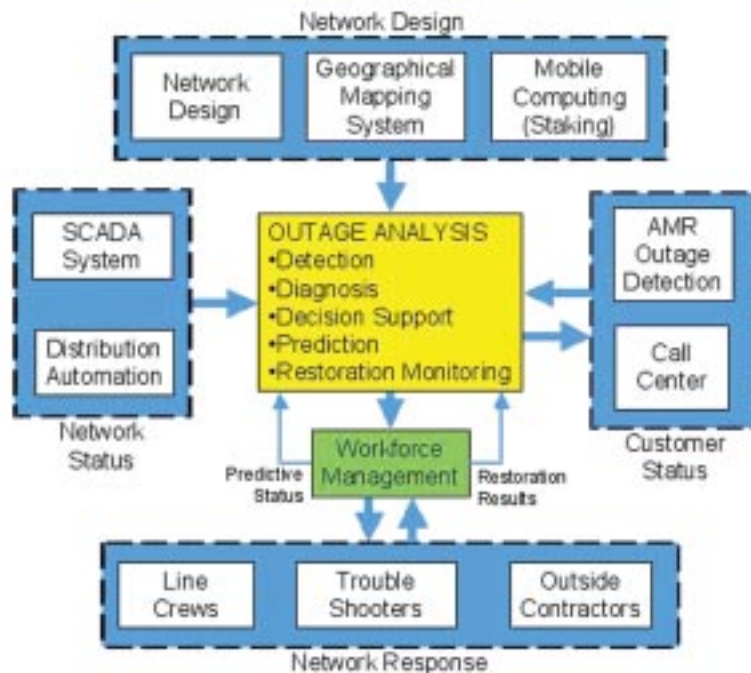 Network Design
Network
Design
Geographical
Mapping
System
Mobile
Computing
(Staking)
SCADA
System
Distribution
Automation
Network
Status
OUTAGE ANALYSIS
•Detection
•Diagnosis
•Decision Support
•Prediction
•Restoration Monitoring
AMR
Outage
Detection
Call
Center
Customer
Status
Predictive
Status
Workforce
Management
Restoration
Results
Line
Crews
Trouble
Shooters
Outside
Contractors
Network Response